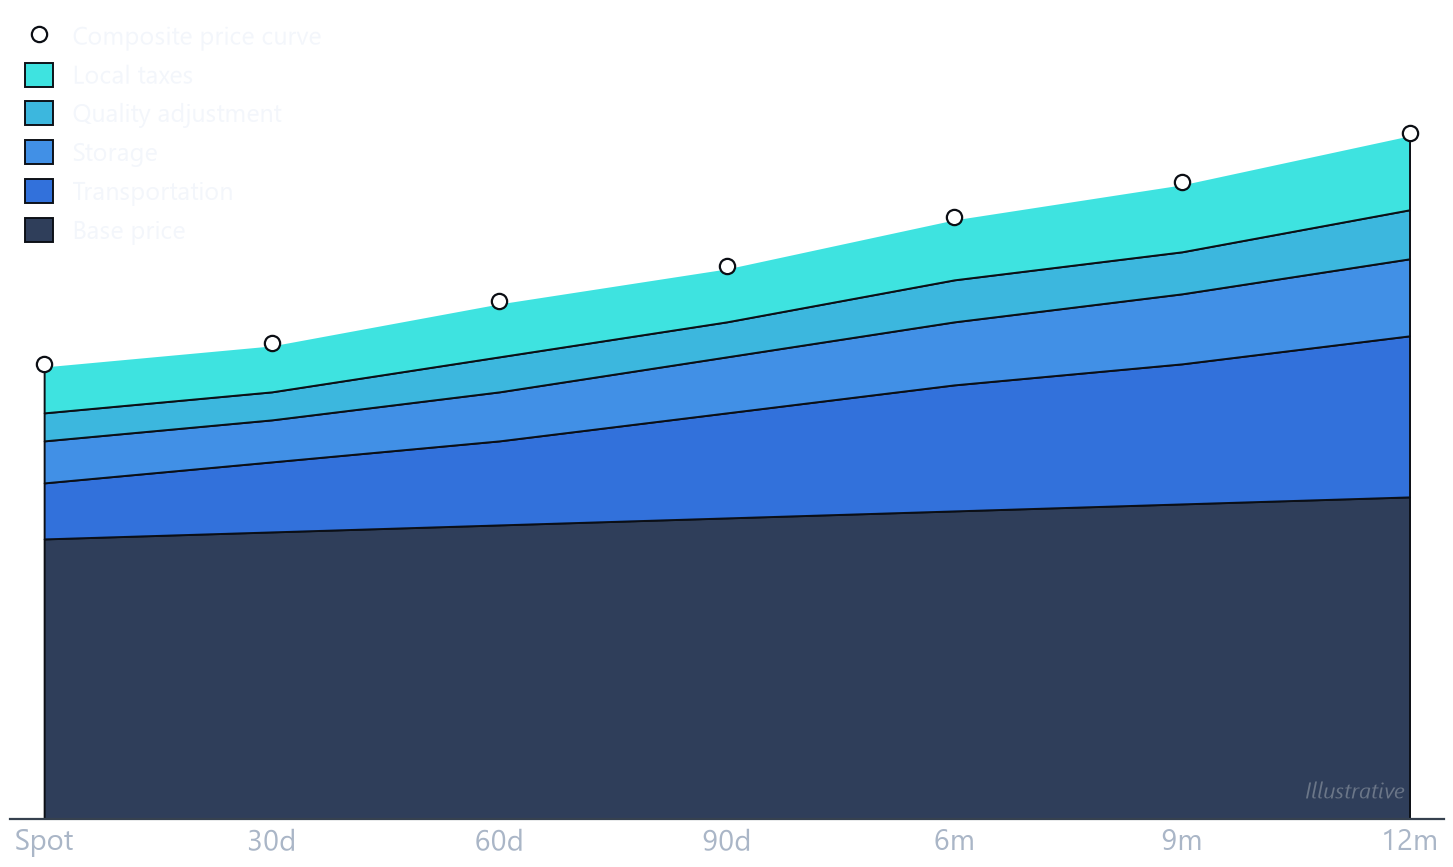 Composite price curve
Local taxes
Quality adjustment
Storage
Transportation
Base price
Illustrative
Spot 30d 60d 90d 6m 9m 12m